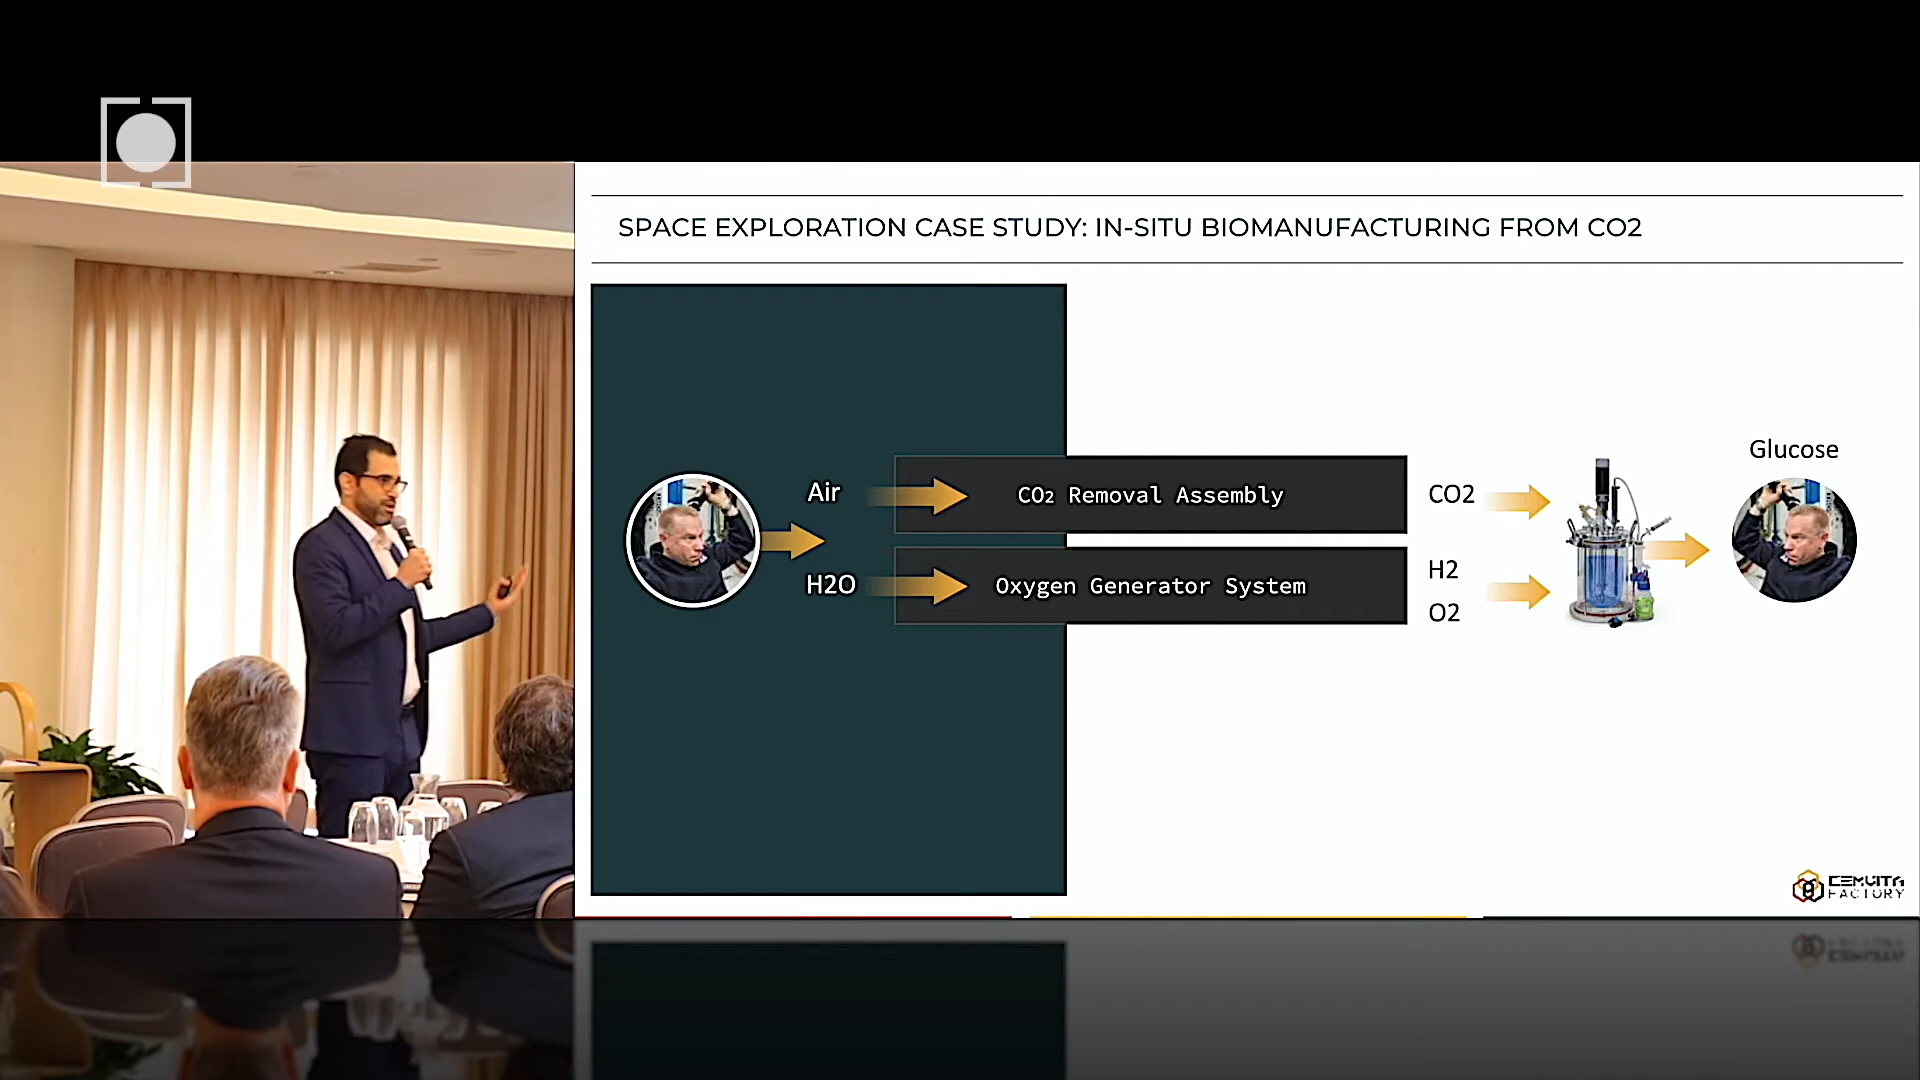 SPACE EXPLORATION CASE STUDY: IN-SITU BIOMANUFACTURING FROM CO2
Glucose
Air
CO₂ Removal Assembly
CO2
H2O
Oxygen Generator System
H2
O2
CEMVITA
FACTORY